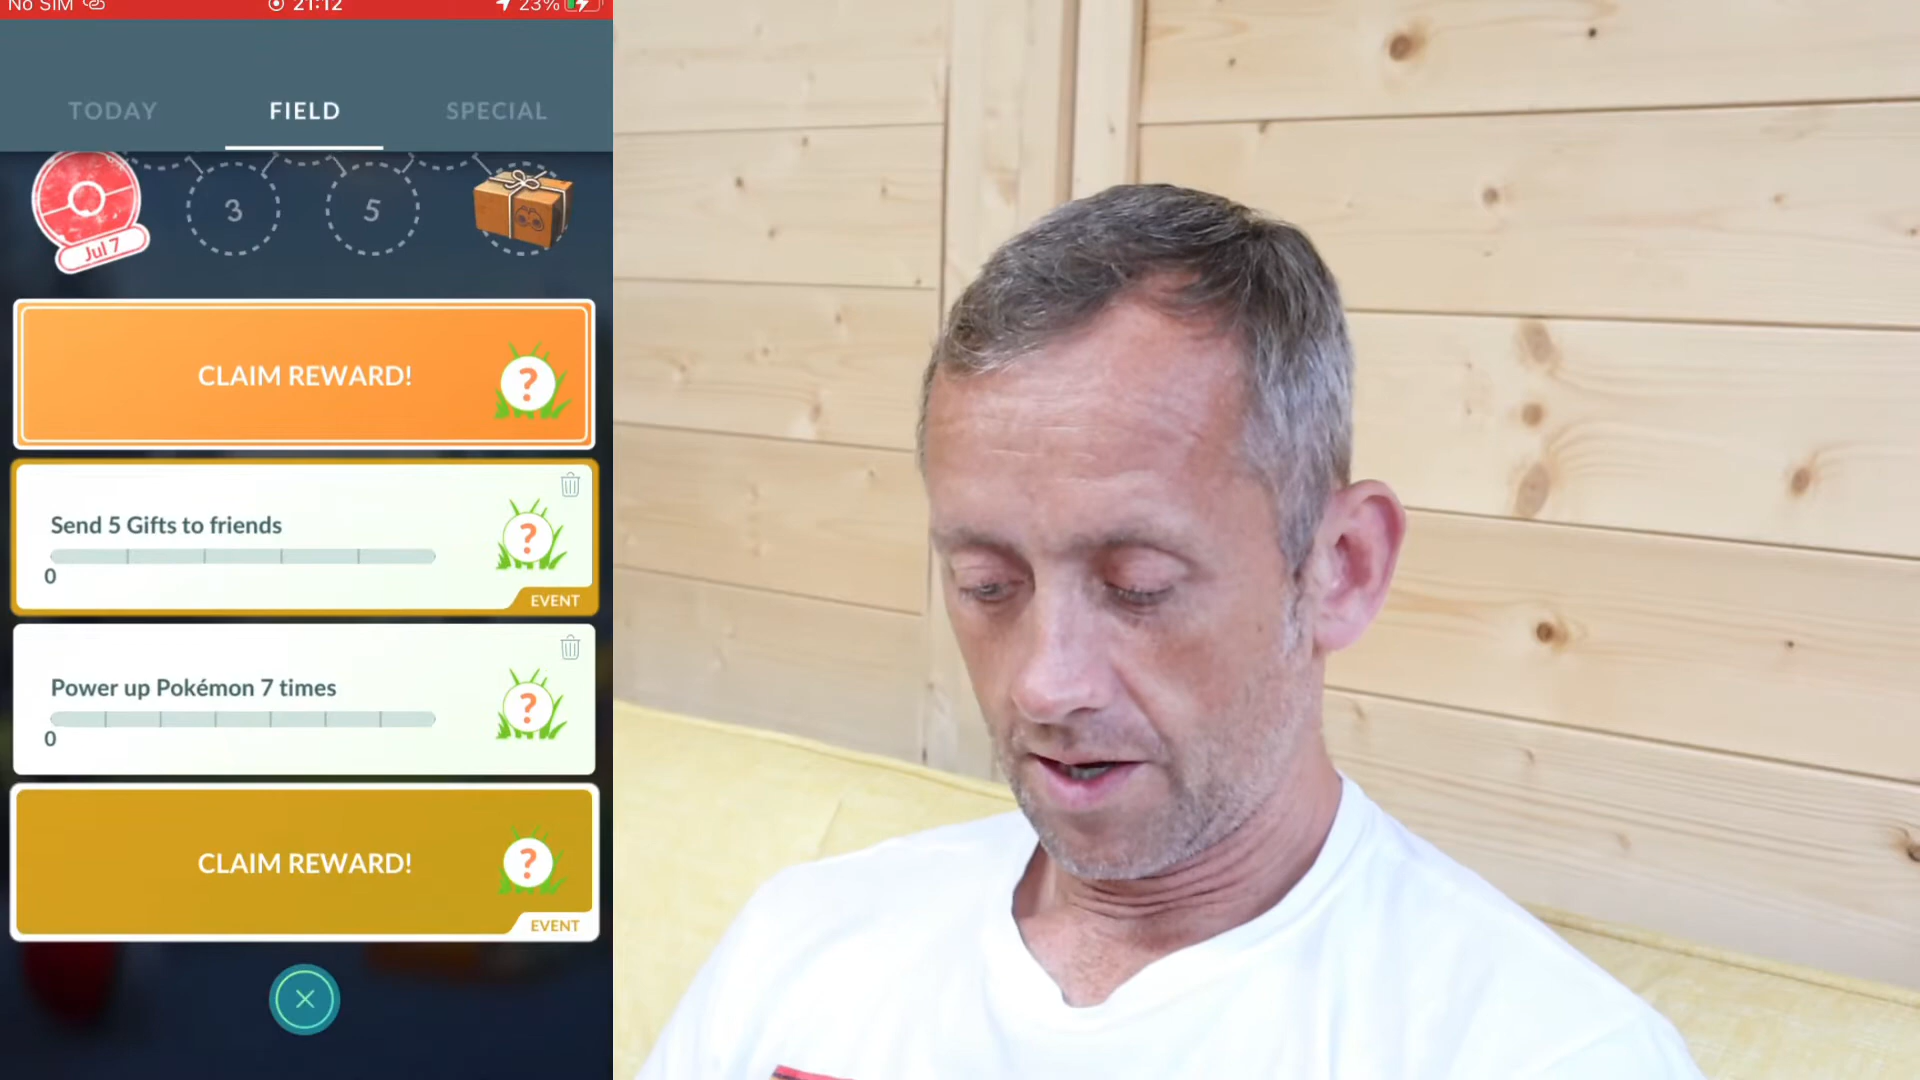 No SIM
21:12
23%
TODAY
FIELD
SPECIAL
Jul 7
3
5
CLAIM REWARD!
?
Send 5 Gifts to friends
?
0
EVENT
Power up Pokémon 7 times
?
0
CLAIM REWARD!
?
EVENT